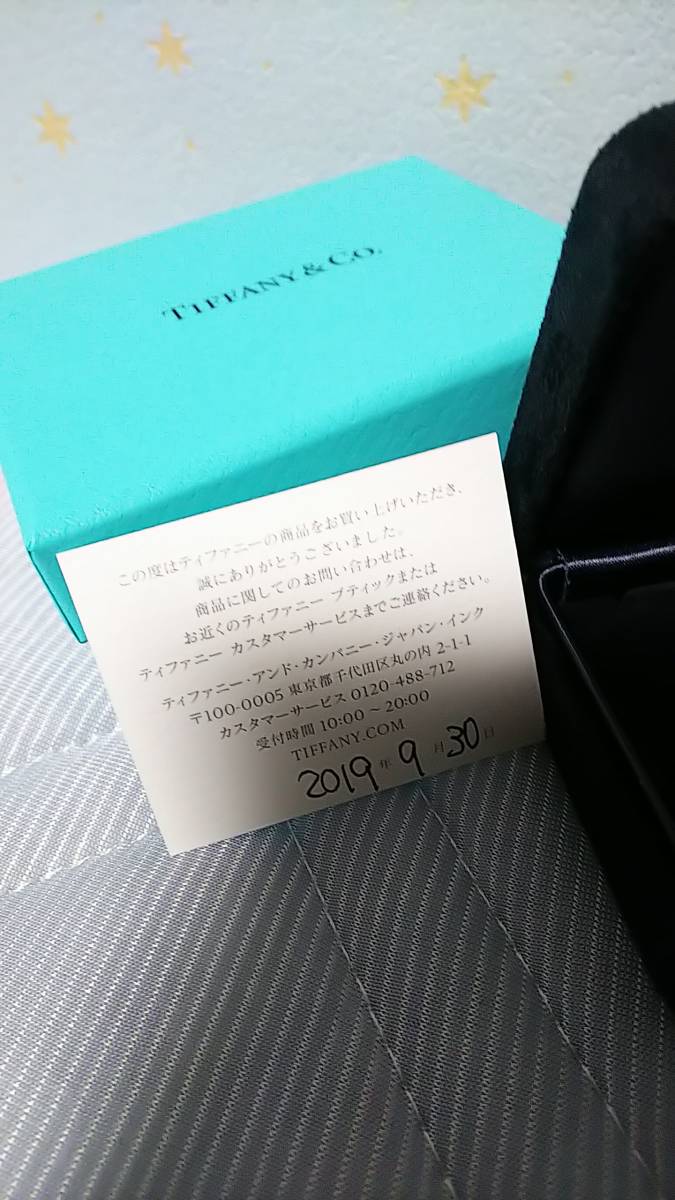 TIFFANY & CO.
この度はティファニーの商品をお買い上げいただき、
誠にありがとうございました。
商品に関してのお問い合わせは、
お近くのティファニー ブティックまたは
ティファニー カスタマーサービスまでご連絡ください。
ティファニー・アンド・カンパニー・ジャパン・インク
〒100-0005 東京都千代田区丸の内 2-1-1
カスタマーサービス 0120-488-712
受付時間 10:00～20:00
TIFFANY.COM
2019年 9月30日